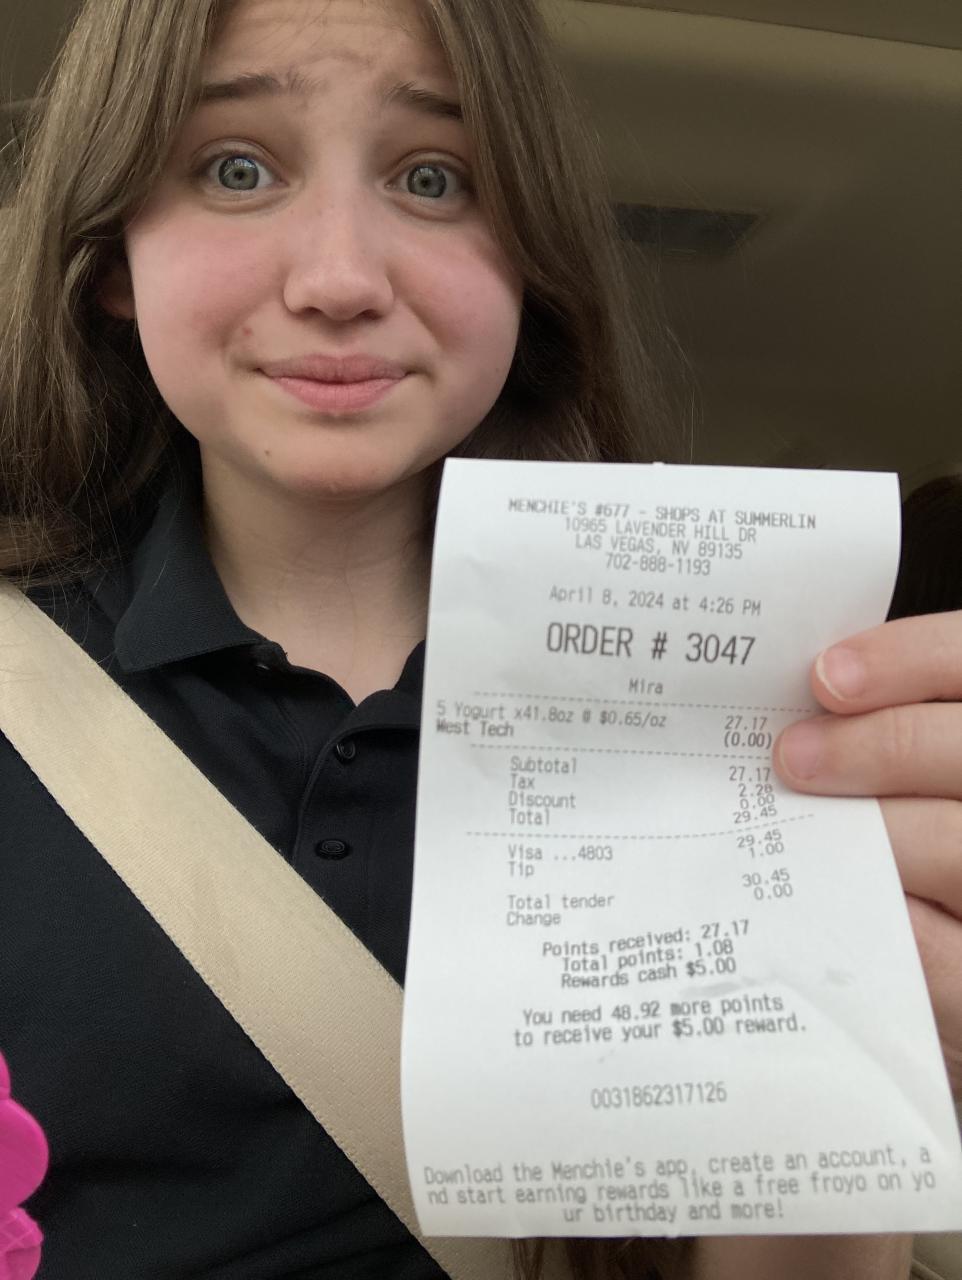 MENCHIE'S #677 - SHOPS AT SUMMERLIN
10965 LAVENDER HILL DR
LAS VEGAS, NV 89135
702-888-1193
April 8, 2024 at 4:26 PM
ORDER # 3047
Mira
5 Yogurt x41.8oz @ $0.65/oz 27.17
West Tech (0.00)
Subtotal 27.17
Tax 2.28
Discount 0.00
Total 29.45
Visa ...4803 29.45
Tip 1.00
Total tender 30.45
Change 0.00
Points received: 27.17
Total points: 1.08
Rewards cash $5.00
You need 48.92 more points
to receive your $5.00 reward.
0031862317126
Download the Menchie's app, create an account, a
nd start earning rewards like a free froyo on yo
ur birthday and more!